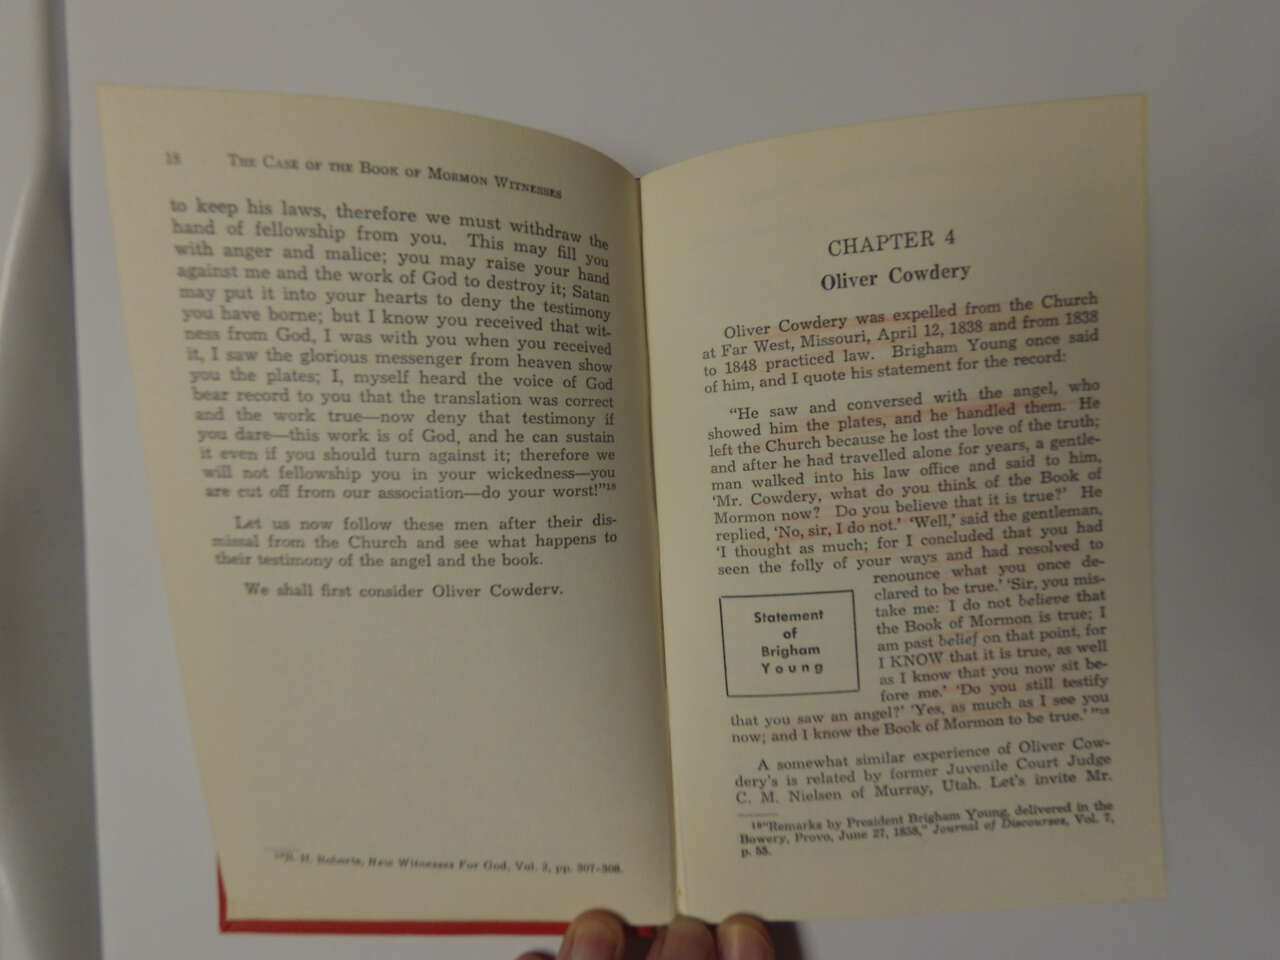 18 THE CASE OF THE BOOK OF MORMON WITNESSES
to keep his laws, therefore we must withdraw the
hand of fellowship from you. This may fill you
with anger and malice; you may raise your hand
against me and the work of God to destroy it; Satan
may put it into your hearts to deny the testimony
you have borne; but I know you received that wit-
ness from God, I was with you when you received
it, I saw the glorious messenger from heaven show
you the plates; I, myself heard the voice of God
bear record to you that the translation was correct
and the work true—now deny that testimony if
you dare—this work is of God, and he can sustain
it even if you should turn against it; therefore we
will not fellowship you in your wickedness—you
are cut off from our association—do your worst!"¹⁸
Let us now follow these men after their dis-
missal from the Church and see what happens to
their testimony of the angel and the book.
We shall first consider Oliver Cowdery.
B. H. Roberts, New Witnesses For God, Vol. 2, pp. 307-308.
CHAPTER 4
Oliver Cowdery
Oliver Cowdery was expelled from the Church
at Far West, Missouri, April 12, 1838 and from 1838
to 1848 practiced law. Brigham Young once said
of him, and I quote his statement for the record:
"He saw and conversed with the angel, who
showed him the plates, and he handled them. He
left the Church because he lost the love of the truth;
and after he had travelled alone for years, a gentle-
man walked into his law office and said to him,
'Mr. Cowdery, what do you think of the Book of
Mormon now? Do you believe that it is true?' He
replied, 'No, sir, I do not.' 'Well,' said the gentleman,
'I thought as much; for I concluded that you had
seen the folly of your ways and had resolved to
renounce what you once de-
clared to be true.' 'Sir, you mis-
take me: I do not believe that
the Book of Mormon is true; I
am past belief on that point, for
I KNOW that it is true, as well
as I know that you now sit be-
fore me.' 'Do you still testify
Statement
of
Brigham
Young
that you saw an angel?' 'Yes, as much as I see you
now; and I know the Book of Mormon to be true.' "¹⁹
A somewhat similar experience of Oliver Cow-
dery's is related by former Juvenile Court Judge
C. M. Nielsen of Murray, Utah. Let's invite Mr.
¹⁹"Remarks by President Brigham Young, delivered in the
Bowery, Provo, June 27, 1858," Journal of Discourses, Vol. 7,
p. 55.